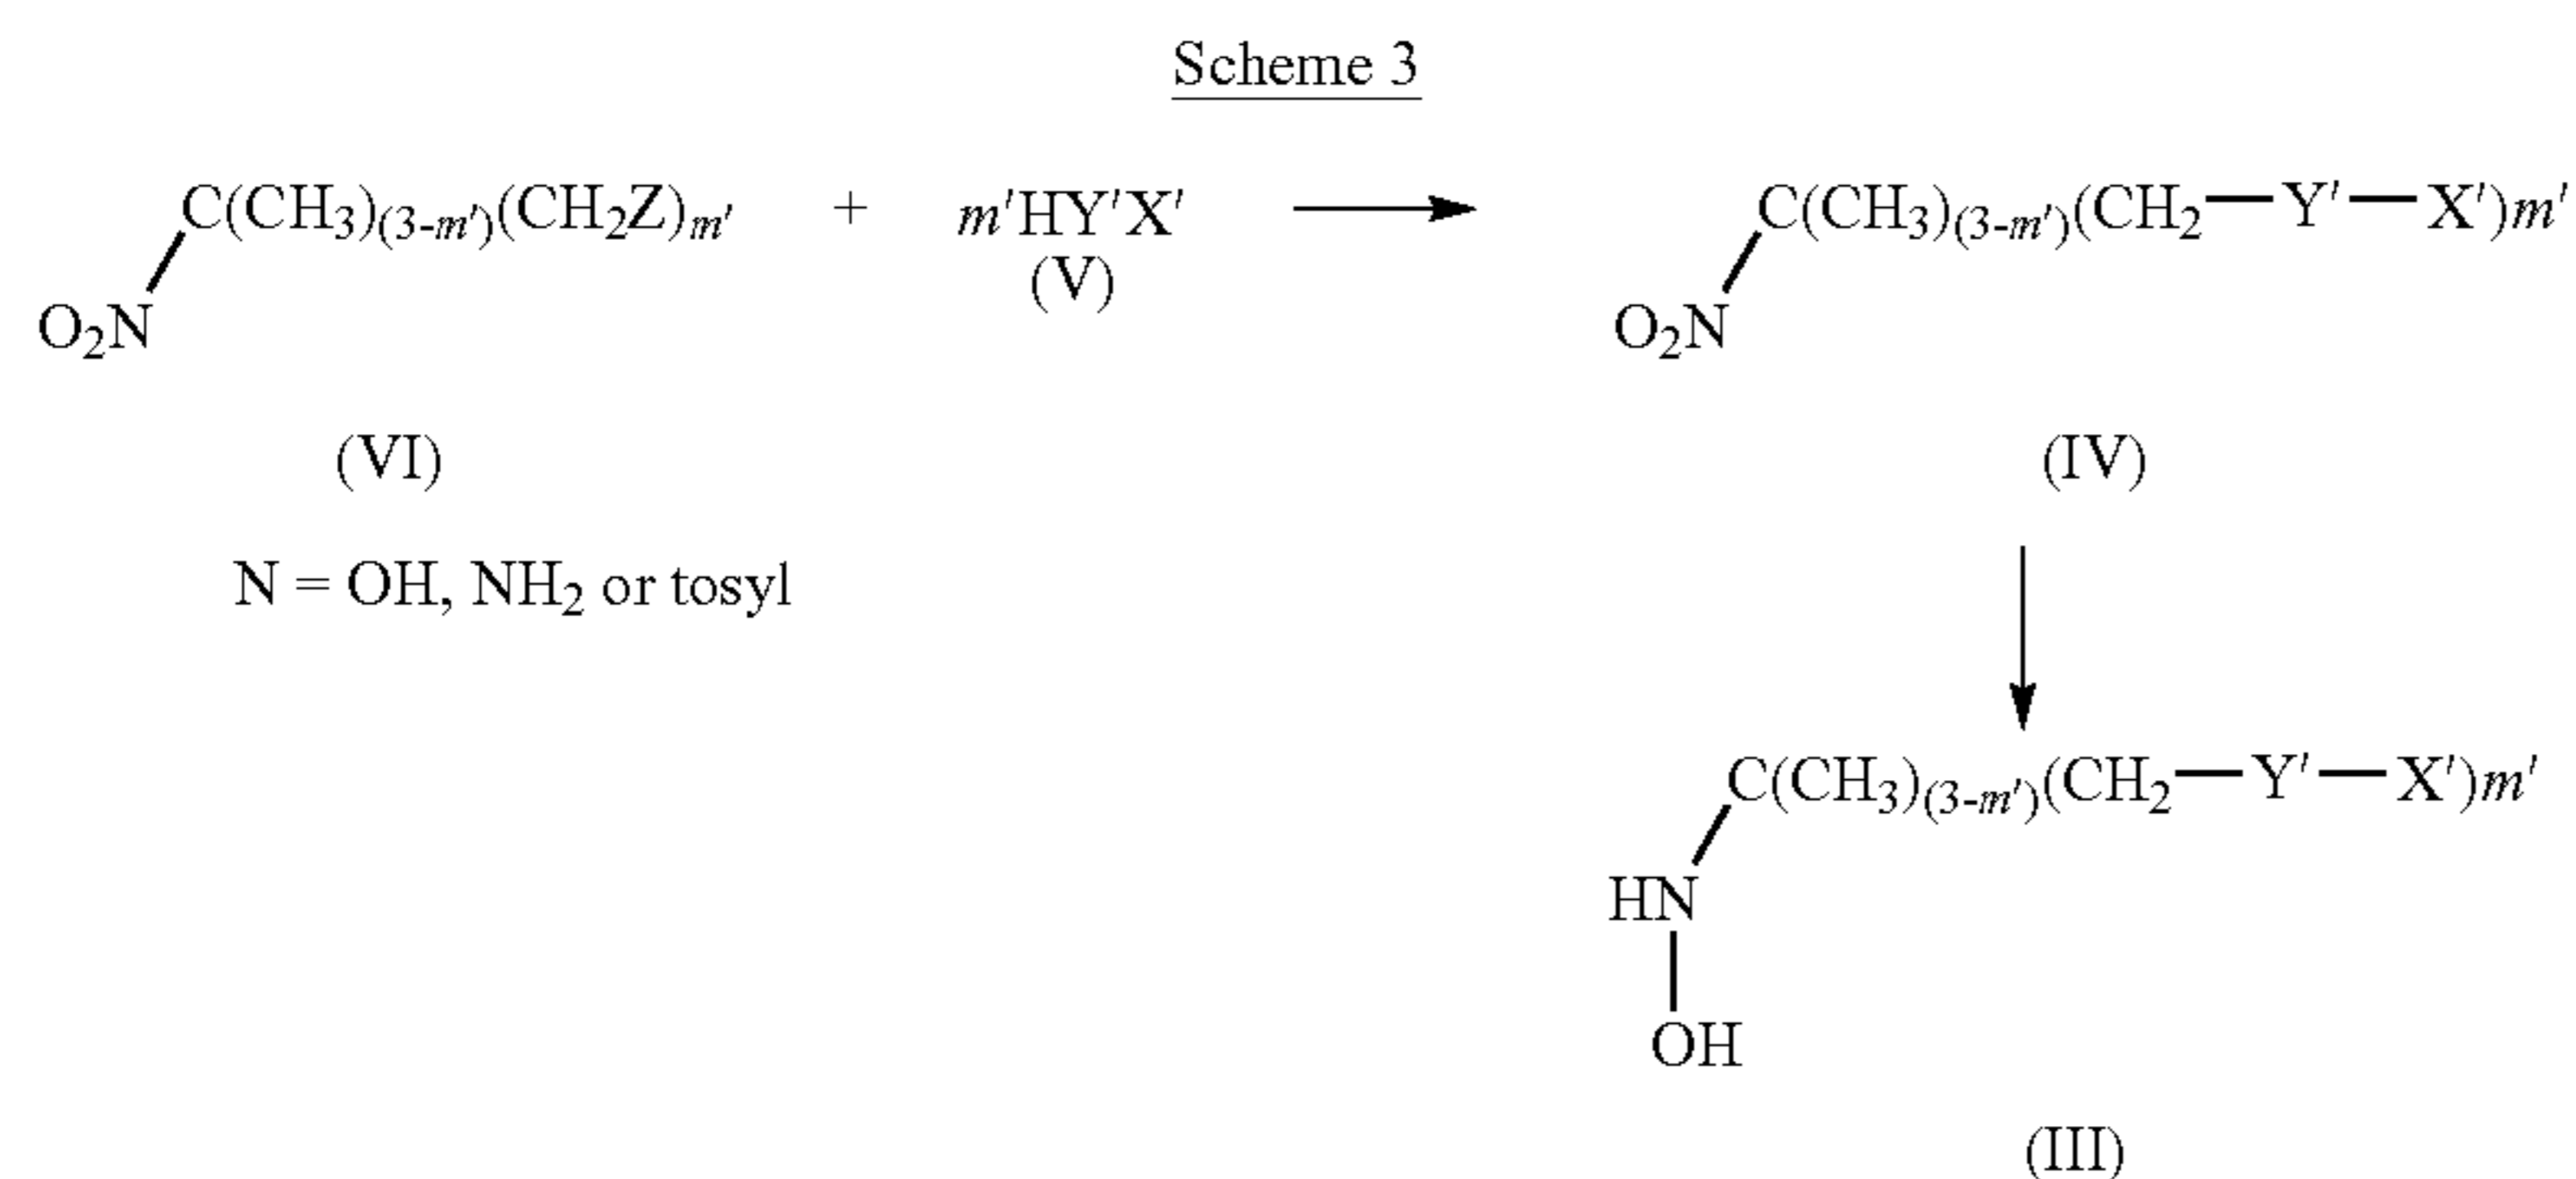 Scheme 3
C(CH₃)₍₃₋ₘ′₎(CH₂Z)ₘ′ + m′HY′X′ ⟶ C(CH₃)₍₃₋ₘ′₎(CH₂—Y′—X′)m′
(V)
O₂N O₂N
(VI) (IV)
N = OH, NH₂ or tosyl
C(CH₃)₍₃₋ₘ′₎(CH₂—Y′—X′)m′
HN
OH
(III)